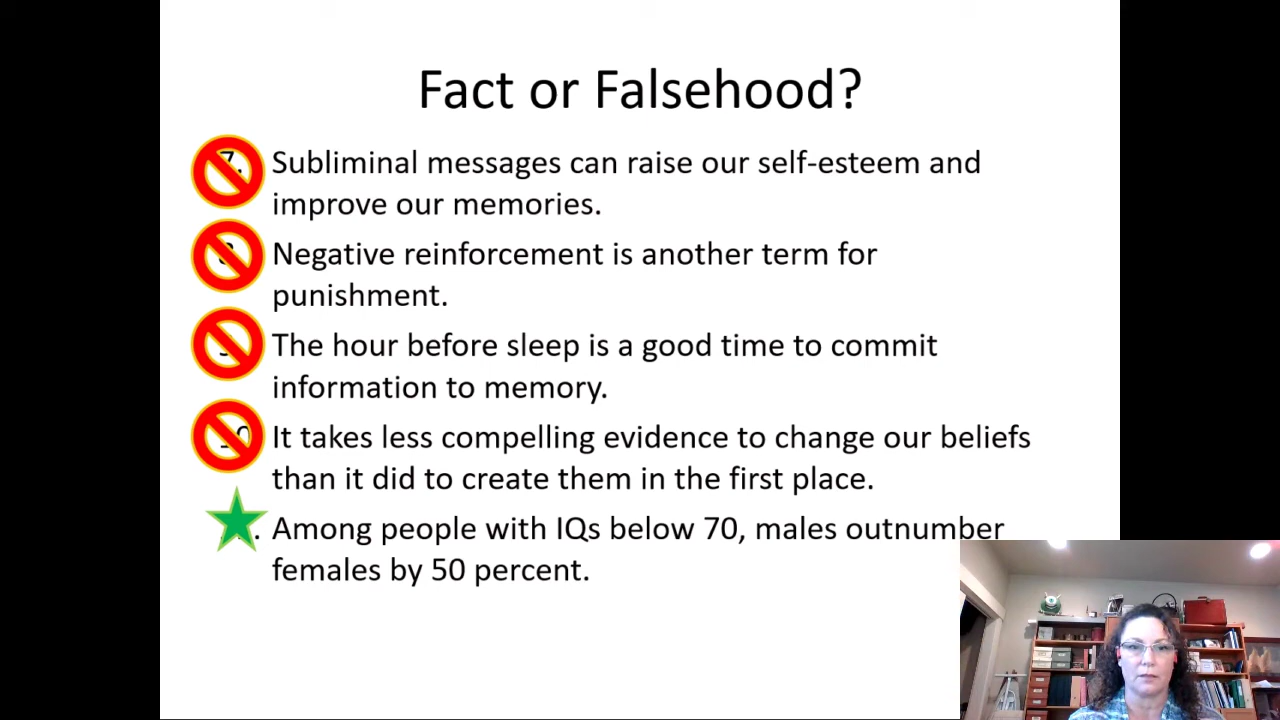 Fact or Falsehood?
7. Subliminal messages can raise our self-esteem and
improve our memories.
Negative reinforcement is another term for
punishment.
The hour before sleep is a good time to commit
information to memory.
It takes less compelling evidence to change our beliefs
than it did to create them in the first place.
Among people with IQs below 70, males outnumber
females by 50 percent.